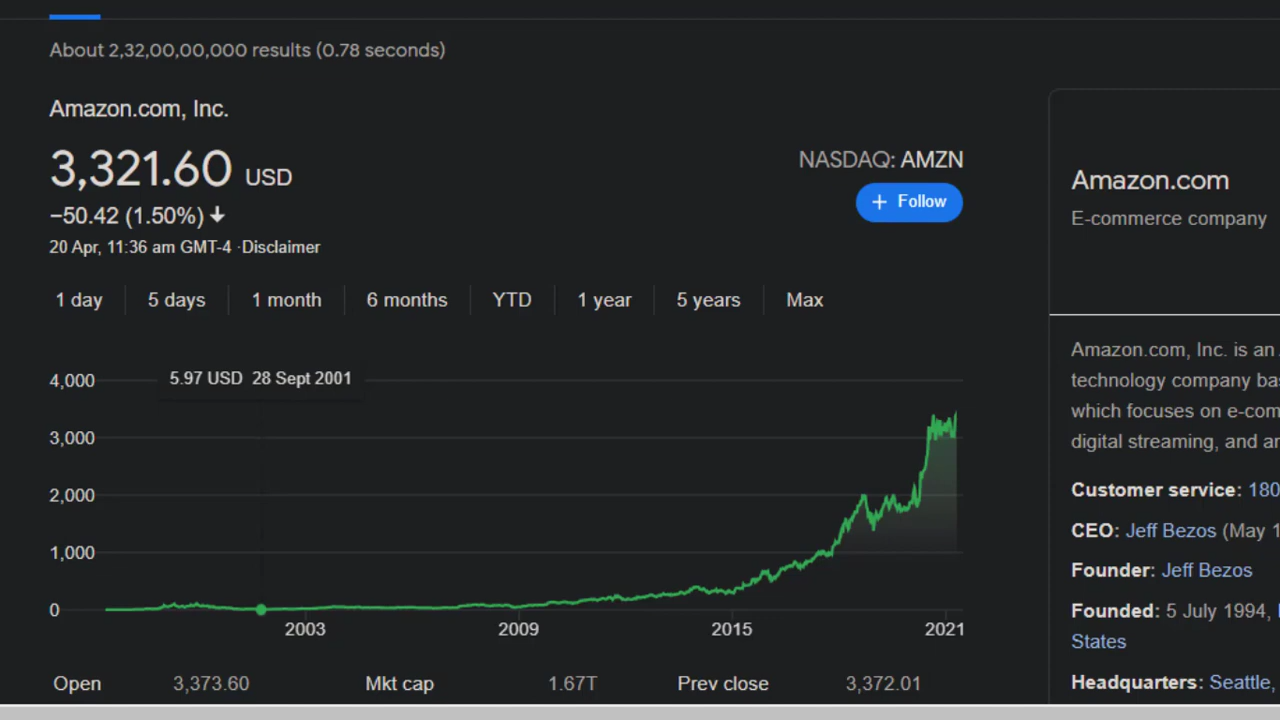 About 2,32,00,00,000 results (0.78 seconds)
Amazon.com, Inc.
3,321.60 USD
−50.42 (1.50%) ↓
20 Apr, 11:36 am GMT-4 ·Disclaimer
NASDAQ: AMZN
+ Follow
1 day 5 days 1 month 6 months YTD 1 year 5 years Max
5.97 USD 28 Sept 2001
4,000
3,000
2,000
1,000
0
2003 2009 2015 2021
Open 3,373.60 Mkt cap 1.67T Prev close 3,372.01
Amazon.com
E-commerce company
Amazon.com, Inc. is an
technology company bas
which focuses on e-com
digital streaming, and ar
Customer service: 180
CEO: Jeff Bezos (May 1
Founder: Jeff Bezos
Founded: 5 July 1994,
States
Headquarters: Seattle,